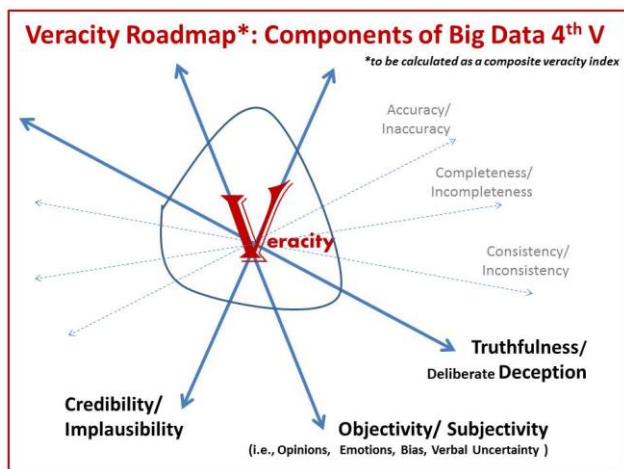 Veracity Roadmap*: Components of Big Data 4th V
*to be calculated as a composite veracity index
Accuracy/
Inaccuracy
Completeness/
Incompleteness
Consistency/
Inconsistency
Veracity
Truthfulness/
Deliberate Deception
Credibility/
Implausibility
Objectivity/ Subjectivity
(i.e., Opinions, Emotions, Bias, Verbal Uncertainty )